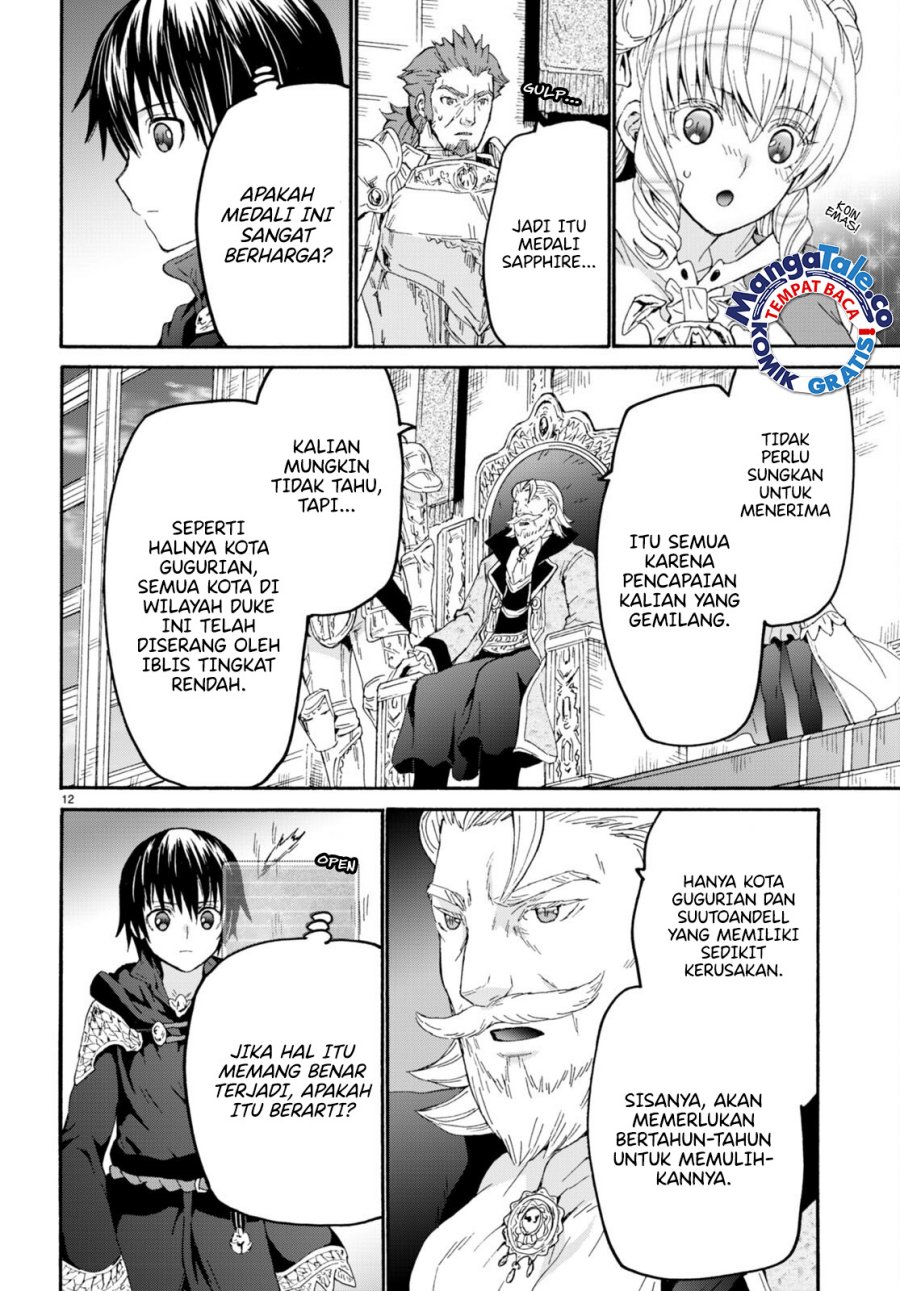 KOIN
EMAS!
MangaTale.co
TEMPAT BACA
KOMIK GRATIS!
GULP...
JADI ITU
MEDALI
SAPPHIRE...
APAKAH
MEDALI INI
SANGAT
BERHARGA?
TIDAK
PERLU
SUNGKAN
UNTUK
MENERIMA
ITU SEMUA
KARENA
PENCAPAIAN
KALIAN YANG
GEMILANG.
KALIAN
MUNGKIN
TIDAK TAHU,
TAPI...
SEPERTI
HALNYA KOTA
GUGURIAN,
SEMUA KOTA DI
WILAYAH DUKE
INI TELAH
DISERANG OLEH
IBLIS TINGKAT
RENDAH.
12
HANYA KOTA
GUGURIAN DAN
SUUTOANDELL
YANG MEMILIKI
SEDIKIT
KERUSAKAN.
SISANYA, AKAN
MEMERLUKAN
BERTAHUN-TAHUN
UNTUK MEMULIH-
KANNYA.
OPEN
JIKA HAL ITU
MEMANG BENAR
TERJADI, APAKAH
ITU BERARTI?